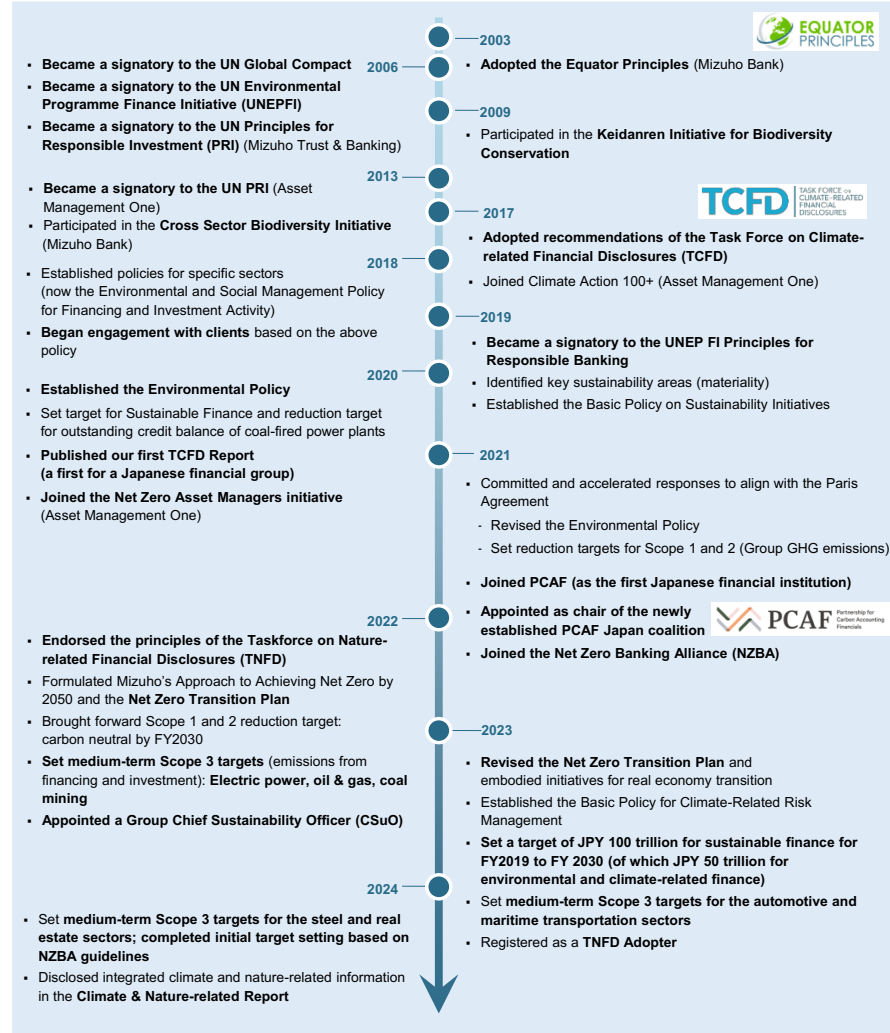 EQUATOR
PRINCIPLES
2003
▪ Adopted the Equator Principles (Mizuho Bank)
2006
▪ Became a signatory to the UN Global Compact
▪ Became a signatory to the UN Environmental
Programme Finance Initiative (UNEPFI)
▪ Became a signatory to the UN Principles for
Responsible Investment (PRI) (Mizuho Trust & Banking)
2009
▪ Participated in the Keidanren Initiative for Biodiversity
Conservation
2013
▪ Became a signatory to the UN PRI (Asset
Management One)
▪ Participated in the Cross Sector Biodiversity Initiative
(Mizuho Bank)
TCFD
TASK FORCE ON
CLIMATE-RELATED
FINANCIAL
DISCLOSURES
2017
▪ Adopted recommendations of the Task Force on Climate-
related Financial Disclosures (TCFD)
▪ Joined Climate Action 100+ (Asset Management One)
2018
▪ Established policies for specific sectors
(now the Environmental and Social Management Policy
for Financing and Investment Activity)
▪ Began engagement with clients based on the above
policy
2019
▪ Became a signatory to the UNEP FI Principles for
Responsible Banking
▪ Identified key sustainability areas (materiality)
▪ Established the Basic Policy on Sustainability Initiatives
2020
▪ Established the Environmental Policy
▪ Set target for Sustainable Finance and reduction target
for outstanding credit balance of coal-fired power plants
▪ Published our first TCFD Report
(a first for a Japanese financial group)
▪ Joined the Net Zero Asset Managers initiative
(Asset Management One)
2021
▪ Committed and accelerated responses to align with the Paris
Agreement
- Revised the Environmental Policy
- Set reduction targets for Scope 1 and 2 (Group GHG emissions)
▪ Joined PCAF (as the first Japanese financial institution)
▪ Appointed as chair of the newly
established PCAF Japan coalition
PCAF
Partnership for
Carbon Accounting
Financials
▪ Joined the Net Zero Banking Alliance (NZBA)
2022
▪ Endorsed the principles of the Taskforce on Nature-
related Financial Disclosures (TNFD)
▪ Formulated Mizuho's Approach to Achieving Net Zero by
2050 and the Net Zero Transition Plan
▪ Brought forward Scope 1 and 2 reduction target:
carbon neutral by FY2030
▪ Set medium-term Scope 3 targets (emissions from
financing and investment): Electric power, oil & gas, coal
mining
▪ Appointed a Group Chief Sustainability Officer (CSuO)
2023
▪ Revised the Net Zero Transition Plan and
embodied initiatives for real economy transition
▪ Established the Basic Policy for Climate-Related Risk
Management
▪ Set a target of JPY 100 trillion for sustainable finance for
FY2019 to FY 2030 (of which JPY 50 trillion for
environmental and climate-related finance)
▪ Set medium-term Scope 3 targets for the automotive and
maritime transportation sectors
▪ Registered as a TNFD Adopter
2024
▪ Set medium-term Scope 3 targets for the steel and real
estate sectors; completed initial target setting based on
NZBA guidelines
▪ Disclosed integrated climate and nature-related information
in the Climate & Nature-related Report